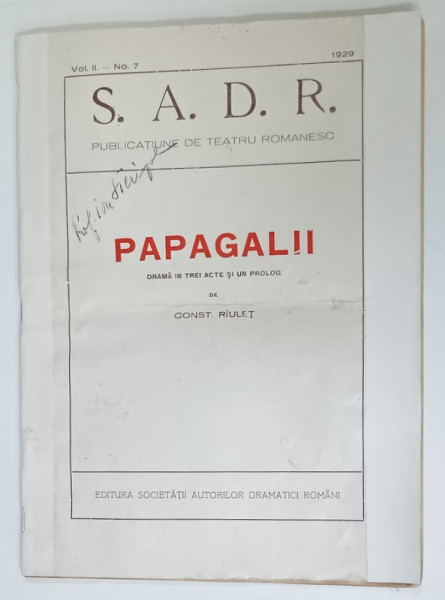 Vol. II. — No. 7
1929
S. A. D. R.
PUBLICAȚIUNE DE TEATRU ROMANESC
PAPAGALII
DRAMĂ IN TREI ACTE ȘI UN PROLOG
DE
CONST. RÎULEȚ
EDITURA SOCIETĂȚII AUTORILOR DRAMATICI ROMÂNI